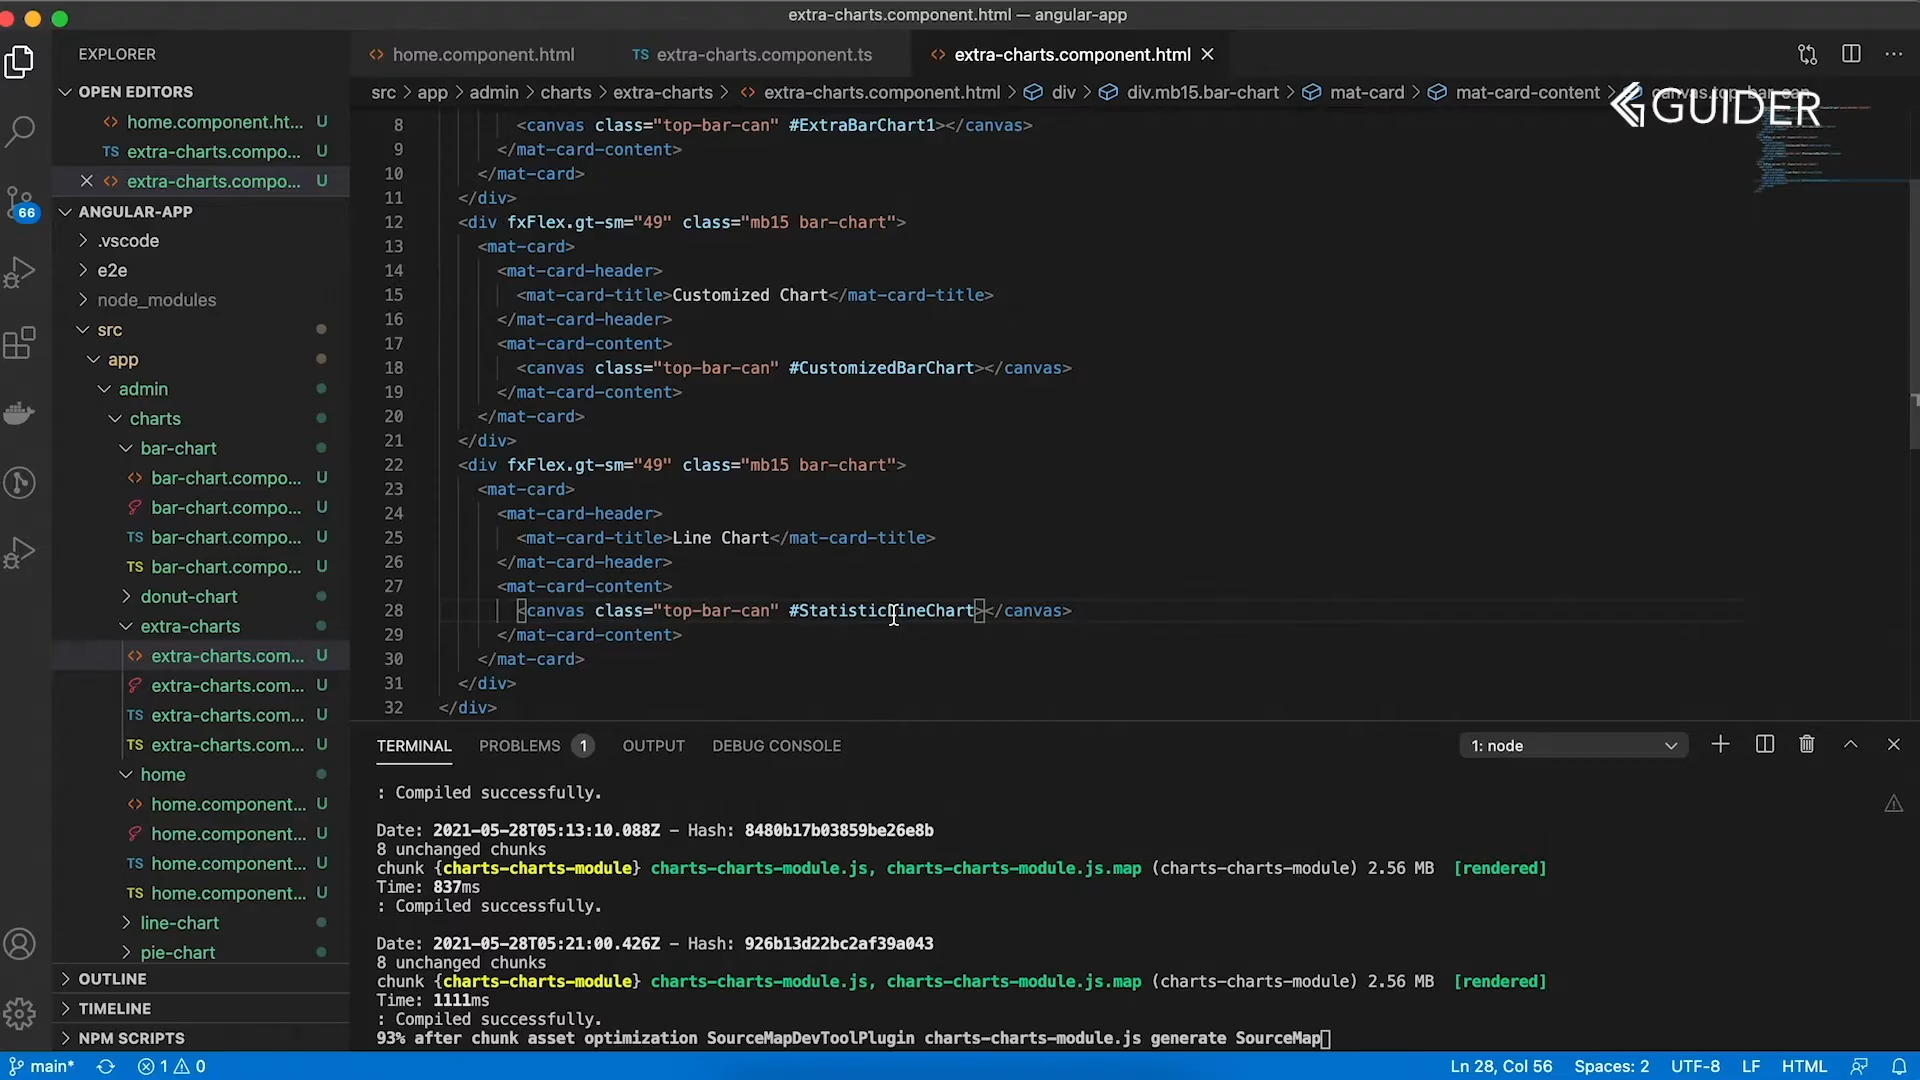 extra-charts.component.html — angular-app
EXPLORER
home.component.html
TS extra-charts.component.ts
extra-charts.component.html
OPEN EDITORS
src > app > admin > charts > extra-charts > extra-charts.component.html > div > div.mb15.bar-chart > mat-card > mat-card-content > canvas.top-bar-can
GUIDER
home.component.ht... U
TS extra-charts.compo... U
extra-charts.compo... U
ANGULAR-APP
66
.vscode
e2e
node_modules
src
app
admin
charts
bar-chart
bar-chart.compo... U
bar-chart.compo... U
TS bar-chart.compo... U
TS bar-chart.compo... U
donut-chart
extra-charts
extra-charts.com... U
extra-charts.com... U
TS extra-charts.com... U
TS extra-charts.com... U
home
home.component... U
home.component... U
TS home.component... U
TS home.component... U
line-chart
pie-chart
OUTLINE
TIMELINE
NPM SCRIPTS
8 <canvas class="top-bar-can" #ExtraBarChart1></canvas>
9 </mat-card-content>
10 </mat-card>
11 </div>
12 <div fxFlex.gt-sm="49" class="mb15 bar-chart">
13 <mat-card>
14 <mat-card-header>
15 <mat-card-title>Customized Chart</mat-card-title>
16 </mat-card-header>
17 <mat-card-content>
18 <canvas class="top-bar-can" #CustomizedBarChart></canvas>
19 </mat-card-content>
20 </mat-card>
21 </div>
22 <div fxFlex.gt-sm="49" class="mb15 bar-chart">
23 <mat-card>
24 <mat-card-header>
25 <mat-card-title>Line Chart</mat-card-title>
26 </mat-card-header>
27 <mat-card-content>
28 <canvas class="top-bar-can" #StatisticLineChart></canvas>
29 </mat-card-content>
30 </mat-card>
31 </div>
32 </div>
TERMINAL PROBLEMS 1 OUTPUT DEBUG CONSOLE
1: node
: Compiled successfully.
Date: 2021-05-28T05:13:10.088Z – Hash: 8480b17b03859be26e8b
8 unchanged chunks
chunk {charts-charts-module} charts-charts-module.js, charts-charts-module.js.map (charts-charts-module) 2.56 MB [rendered]
Time: 837ms
: Compiled successfully.
Date: 2021-05-28T05:21:00.426Z – Hash: 926b13d22bc2af39a043
8 unchanged chunks
chunk {charts-charts-module} charts-charts-module.js, charts-charts-module.js.map (charts-charts-module) 2.56 MB [rendered]
Time: 1111ms
: Compiled successfully.
93% after chunk asset optimization SourceMapDevToolPlugin charts-charts-module.js generate SourceMap
main* 1 0
Ln 28, Col 56 Spaces: 2 UTF-8 LF HTML